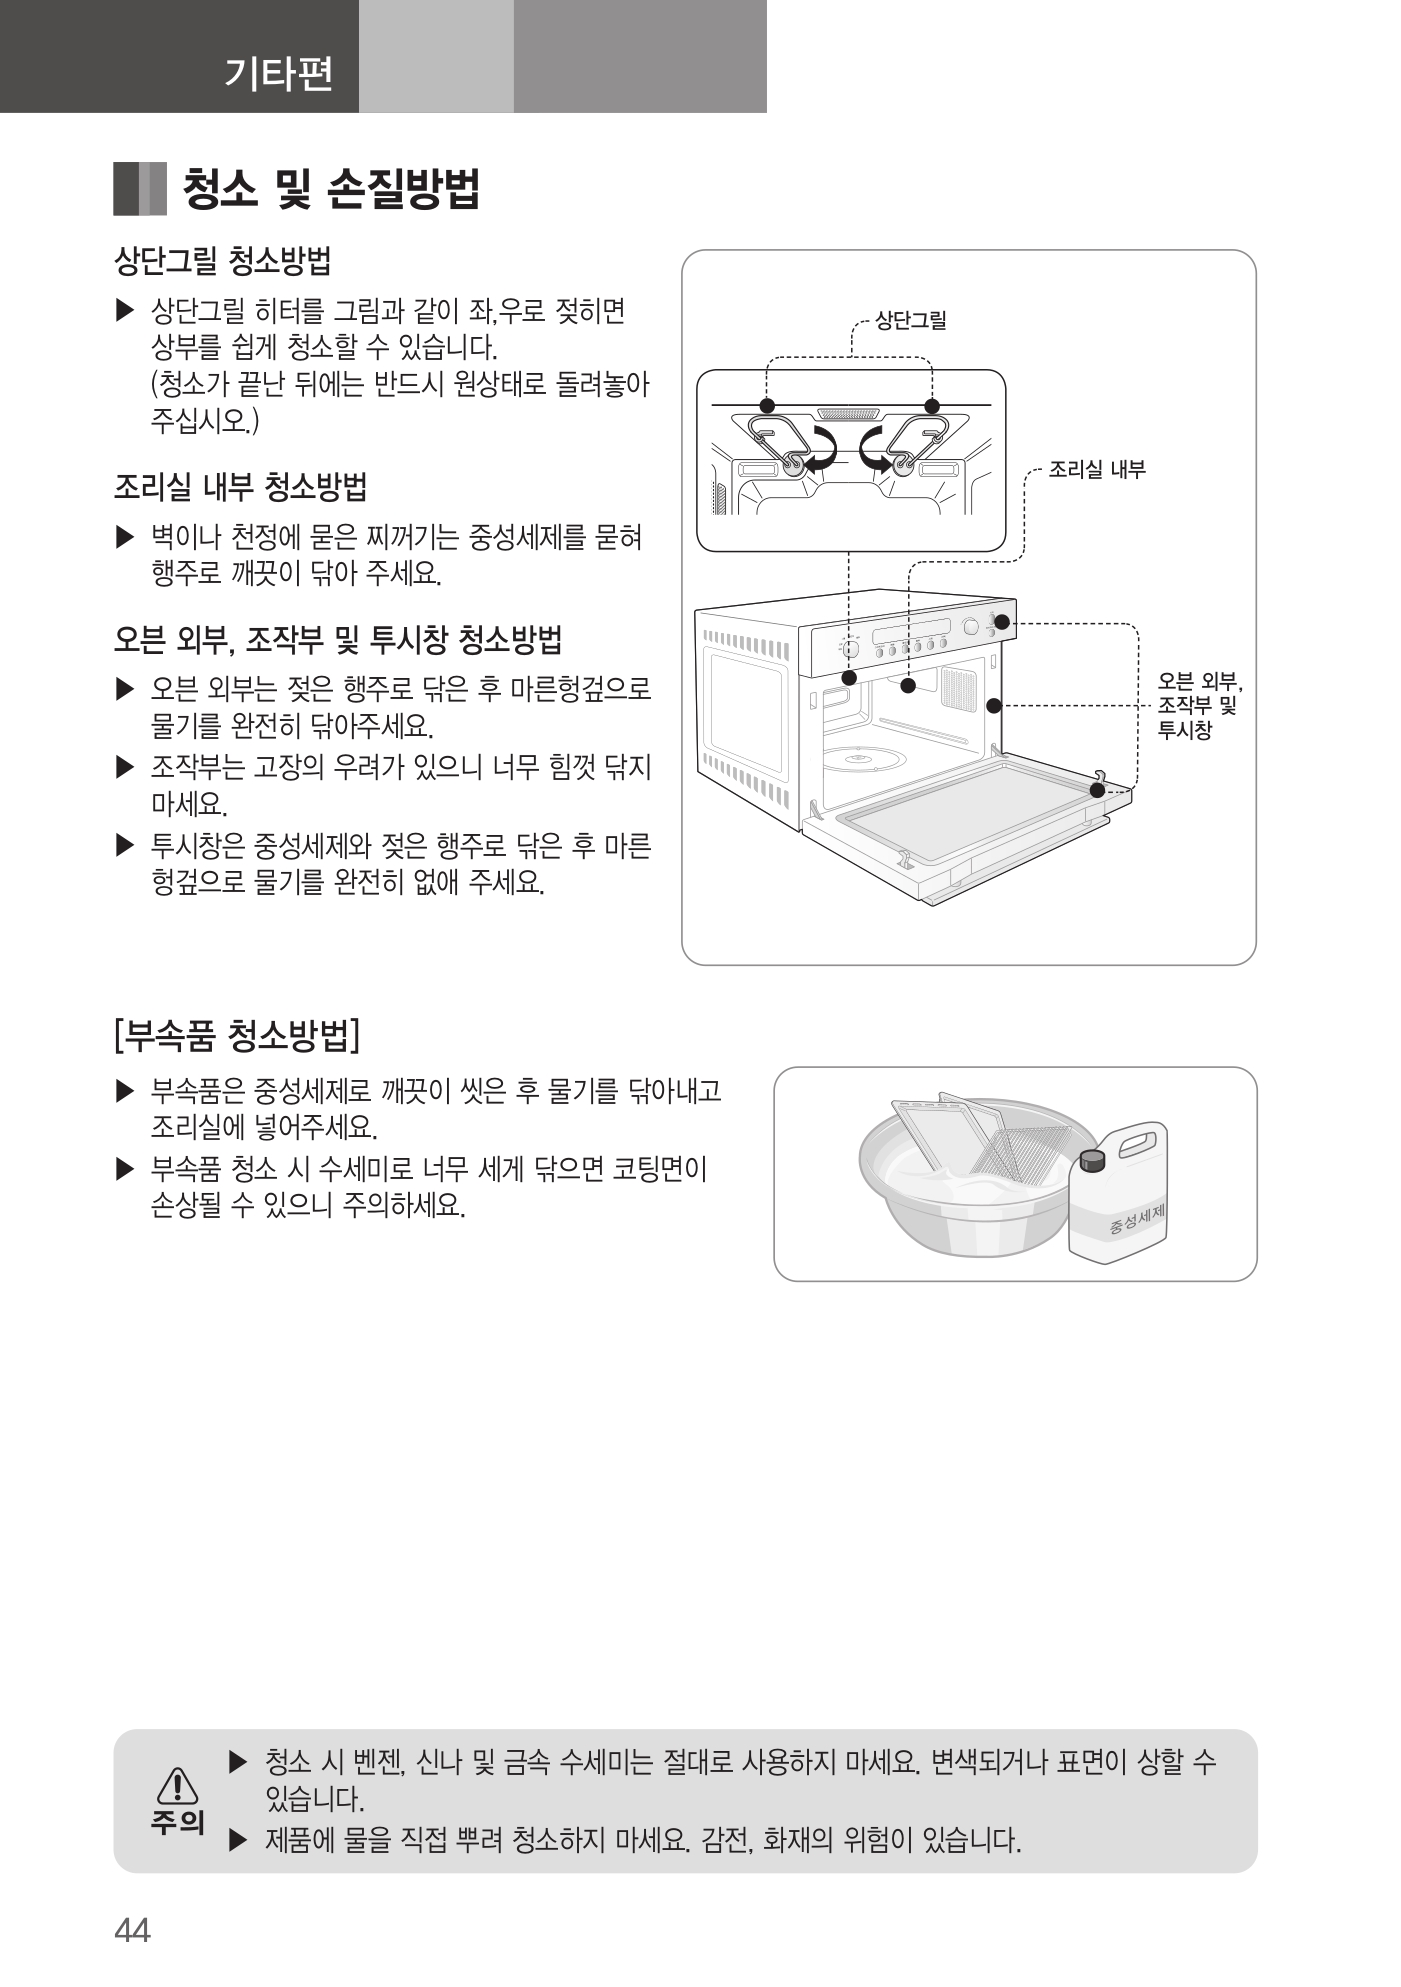 기타편
청소 및 손질방법
상단그릴 청소방법
▶ 상단그릴 히터를 그림과 같이 좌,우로 젖히면
상부를 쉽게 청소할 수 있습니다.
(청소가 끝난 뒤에는 반드시 원상태로 돌려놓아
주십시오.)
조리실 내부 청소방법
▶ 벽이나 천정에 묻은 찌꺼기는 중성세제를 묻혀
행주로 깨끗이 닦아 주세요.
오븐 외부, 조작부 및 투시창 청소방법
▶ 오븐 외부는 젖은 행주로 닦은 후 마른헝겊으로
물기를 완전히 닦아주세요.
▶ 조작부는 고장의 우려가 있으니 너무 힘껏 닦지
마세요.
▶ 투시창은 중성세제와 젖은 행주로 닦은 후 마른
헝겊으로 물기를 완전히 없애 주세요.
상단그릴
조리실 내부
오븐 외부,
조작부 및
투시창
[부속품 청소방법]
▶ 부속품은 중성세제로 깨끗이 씻은 후 물기를 닦아내고
조리실에 넣어주세요.
▶ 부속품 청소 시 수세미로 너무 세게 닦으면 코팅면이
손상될 수 있으니 주의하세요.
중성세제
주의
▶ 청소 시 벤젠, 신나 및 금속 수세미는 절대로 사용하지 마세요. 변색되거나 표면이 상할 수
있습니다.
▶ 제품에 물을 직접 뿌려 청소하지 마세요. 감전, 화재의 위험이 있습니다.
44